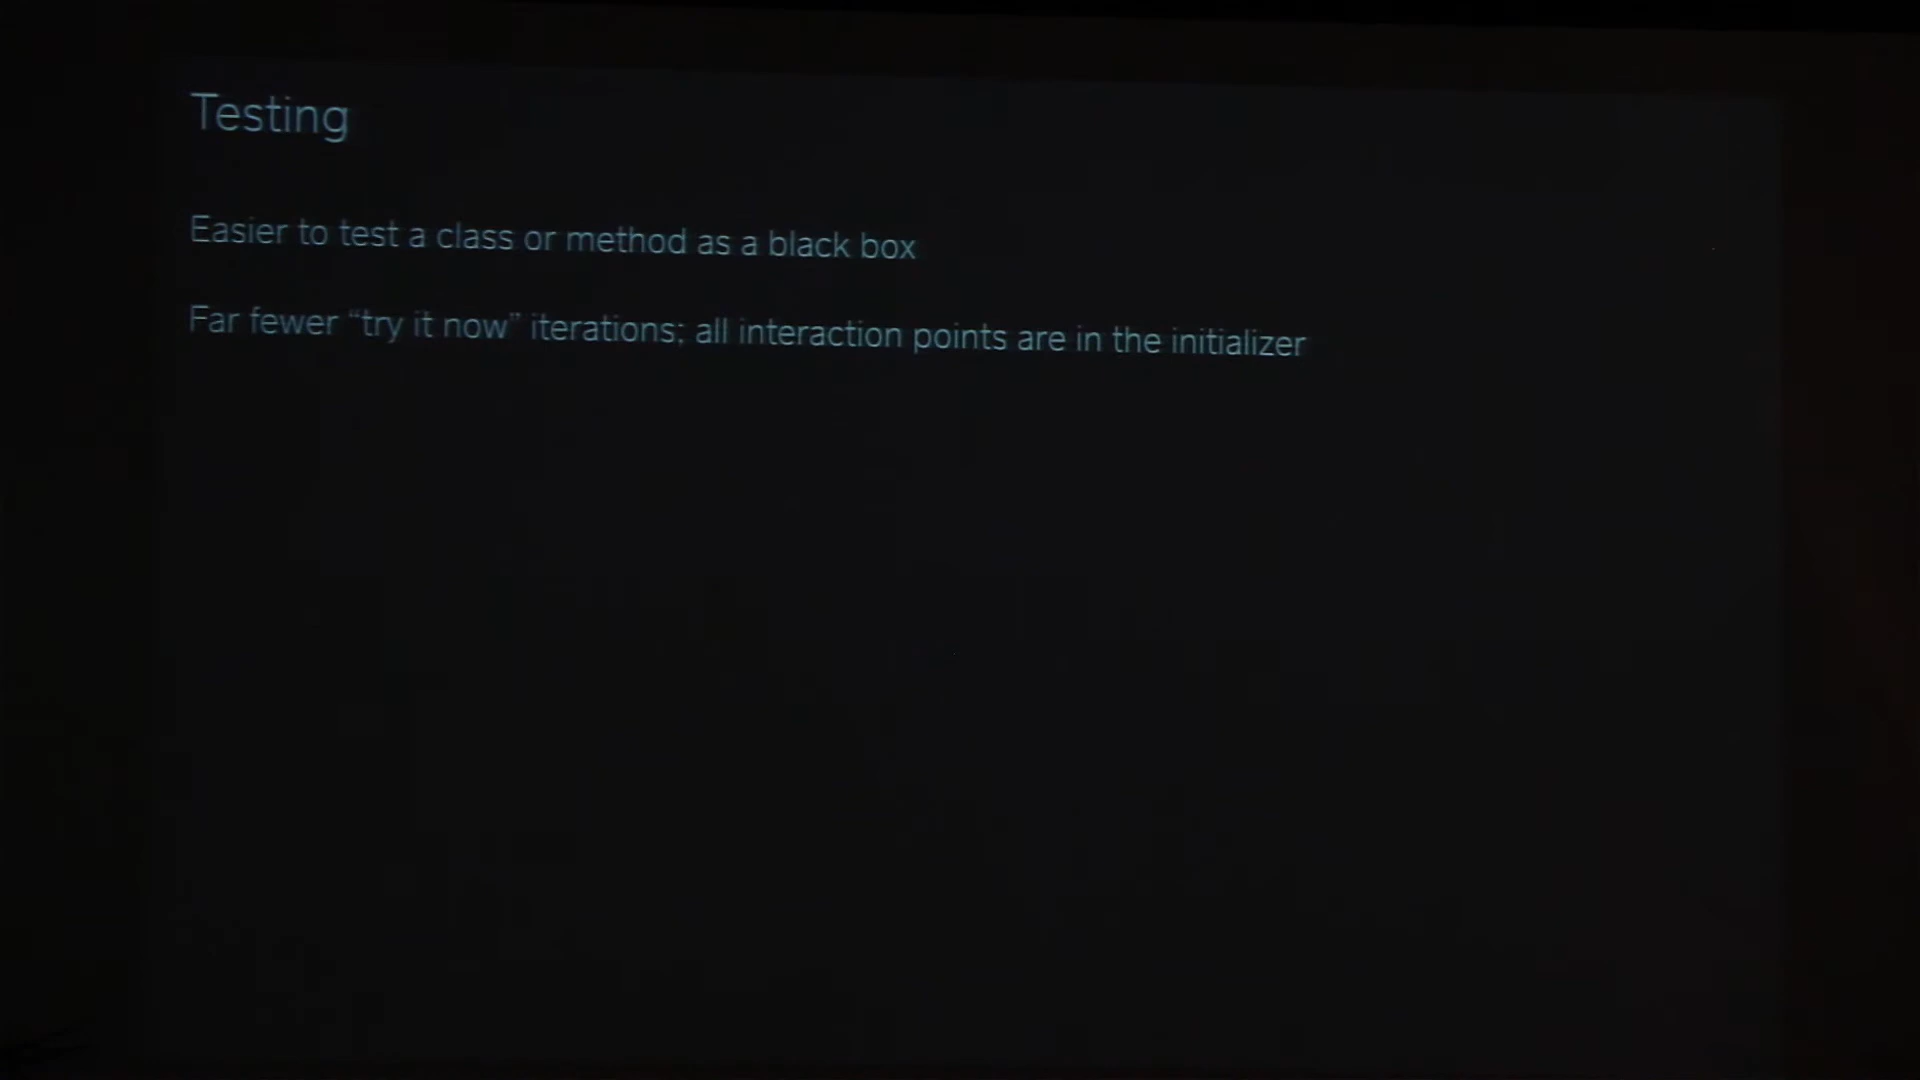 Testing
Easier to test a class or method as a black box
Far fewer “try it now” iterations; all interaction points are in the initializer